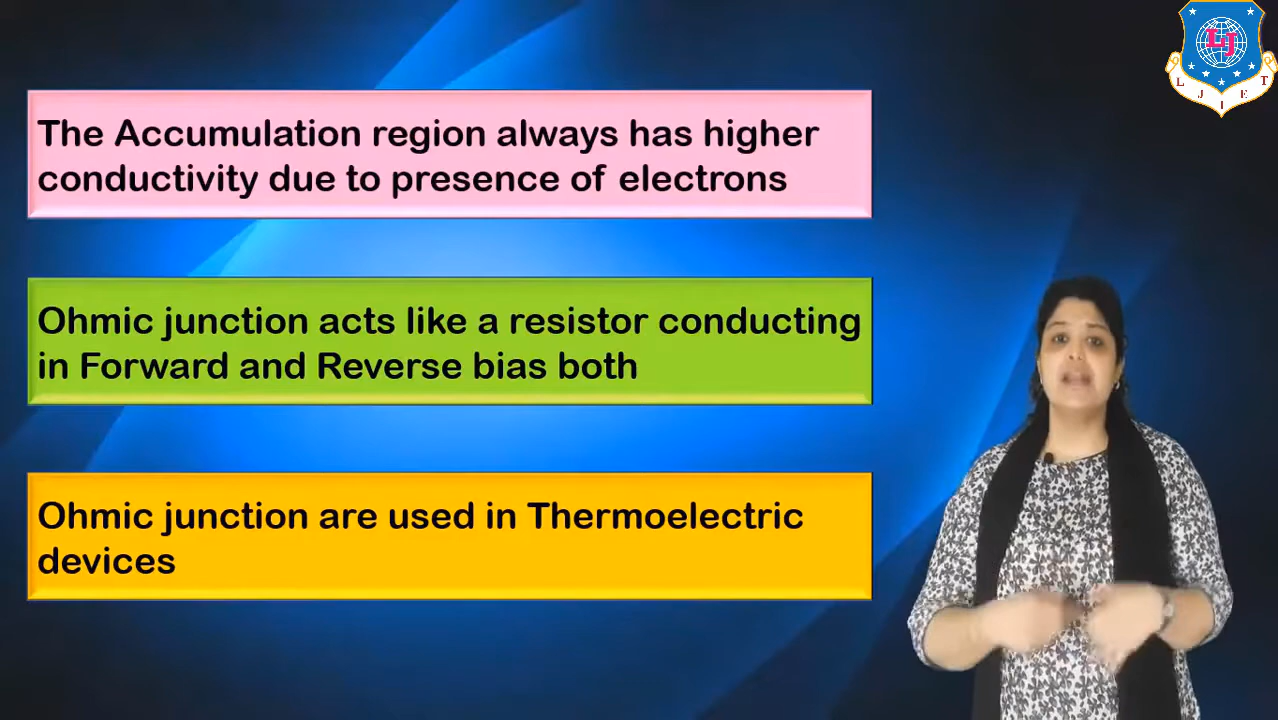 The Accumulation region always has higher
conductivity due to presence of electrons
Ohmic junction acts like a resistor conducting
in Forward and Reverse bias both
Ohmic junction are used in Thermoelectric
devices
LJ
L J I E T